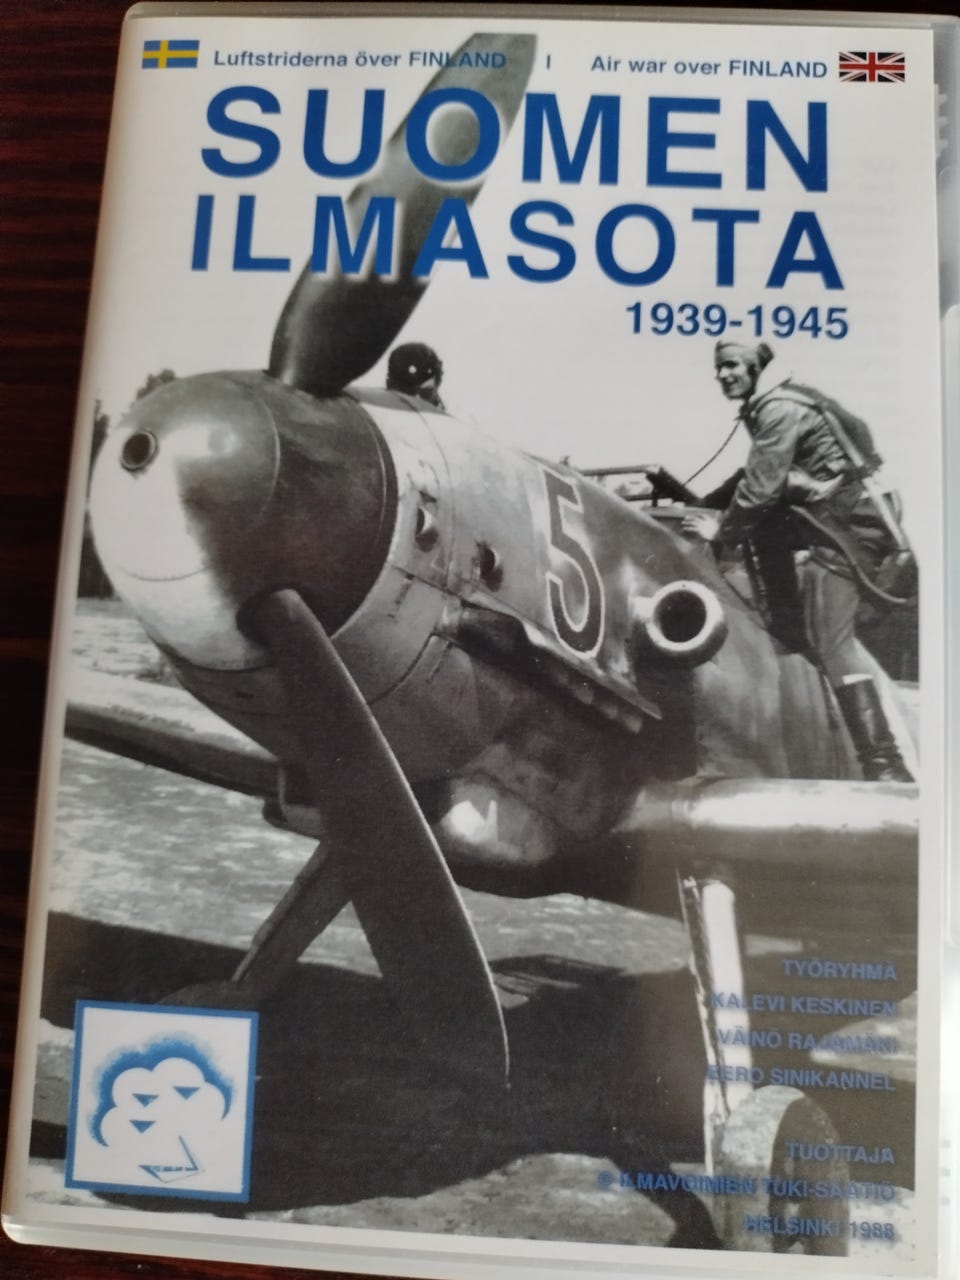 Luftstriderna över FINLAND | Air war over FINLAND
SUOMEN
ILMASOTA
1939-1945
5
TYÖRYHMÄ
KALEVI KESKINEN
VÄINÖ RAJAMÄKI
EERO SINIKANNEL
TUOTTAJA
© ILMAVOIMIEN TUKI-SÄÄTIÖ
HELSINKI 1988